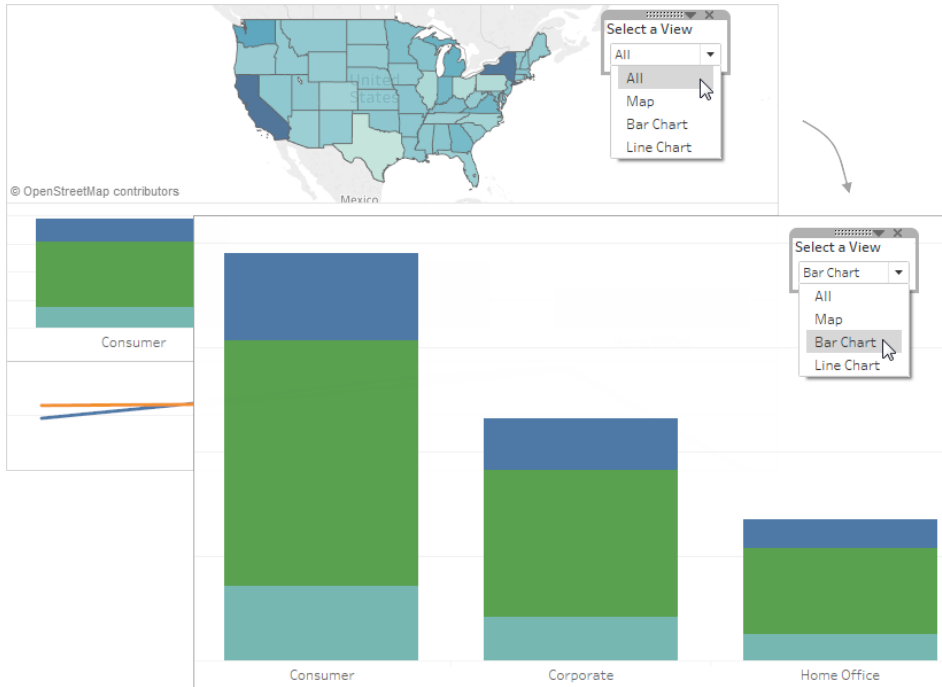 Select a View
All
All
Map
Bar Chart
Line Chart
United
States
Mexico
© OpenStreetMap contributors
Consumer
Select a View
Bar Chart
All
Map
Bar Chart
Line Chart
Consumer
Corporate
Home Office